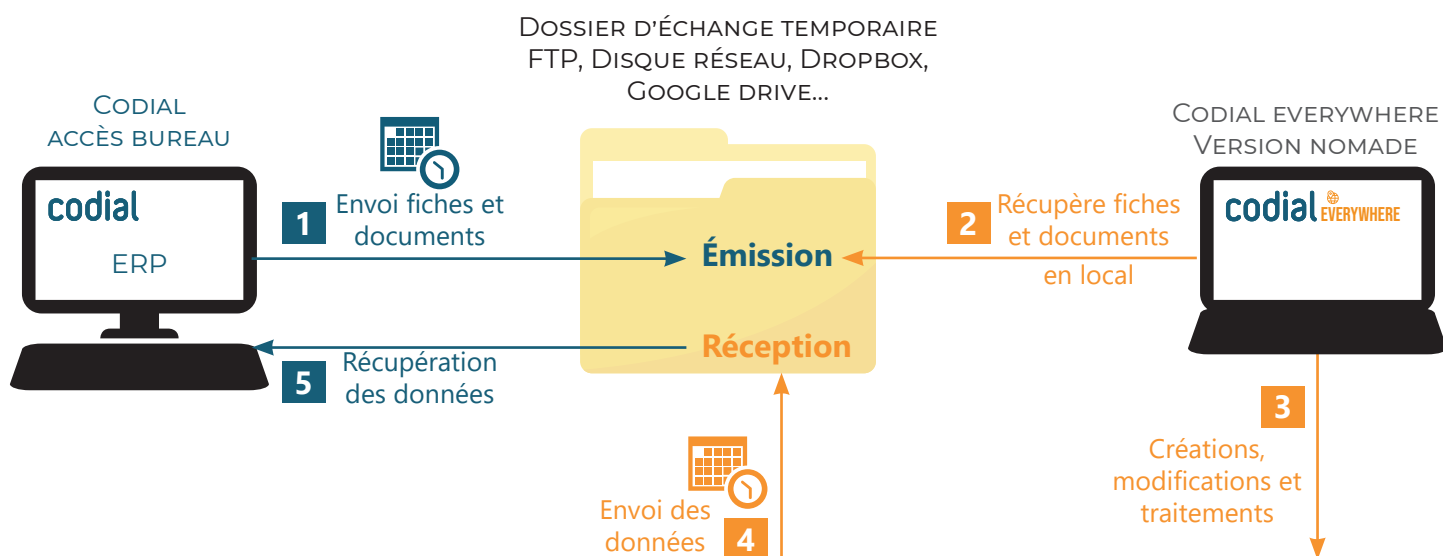 Dossier d'échange temporaire
FTP, Disque réseau, Dropbox,
Google drive...
Codial
accès bureau
Codial everywhere
Version nomade
codial
ERP
1
Envoi fiches et
documents
Émission
2
Récupère fiches
et documents
en local
codial EVERYWHERE
Réception
5
Récupération
des données
3
Créations,
modifications et
traitements
Envoi des
données
4